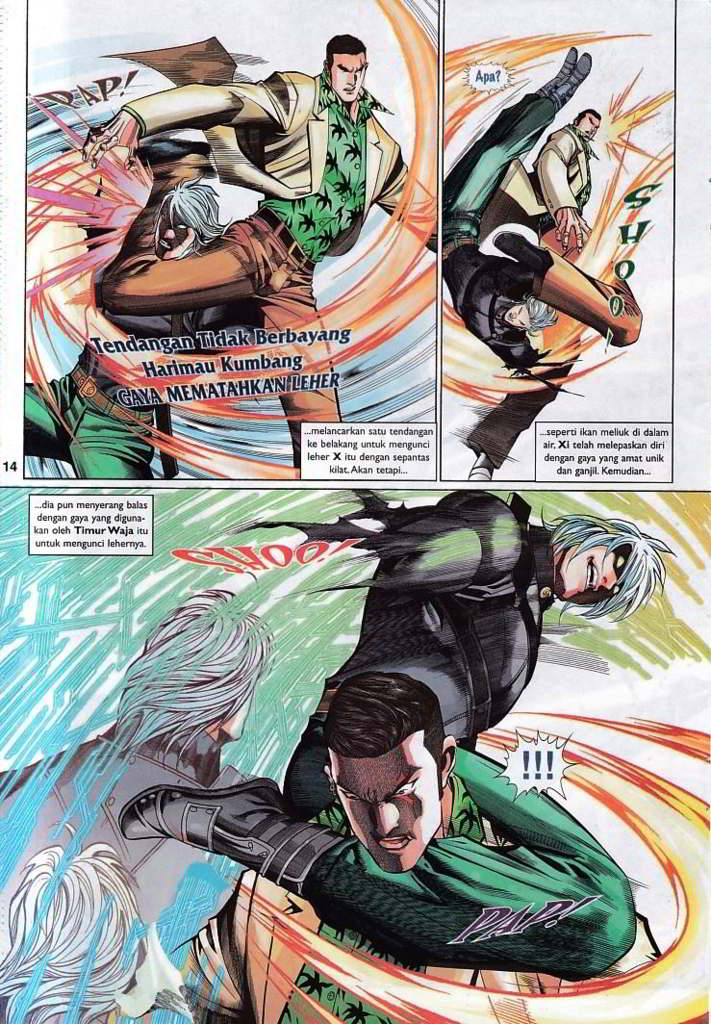 PAP!
Tendangan Tidak Berbayang
Harimau Kumbang
GAYA MEMATAHKAN LEHER
...melancarkan satu tendangan
ke belakang untuk mengunci
leher X itu dengan sepantas
kilat. Akan tetapi...
Apa?
SHOO!
...seperti ikan meliuk di dalam
air, Xi telah melepaskan diri
dengan gaya yang amat unik
dan ganjil. Kemudian...
14
...dia pun menyerang balas
dengan gaya yang diguna-
kan oleh Timur Waja itu
untuk mengunci lehernya.
SHOO!
!!!
PAP!